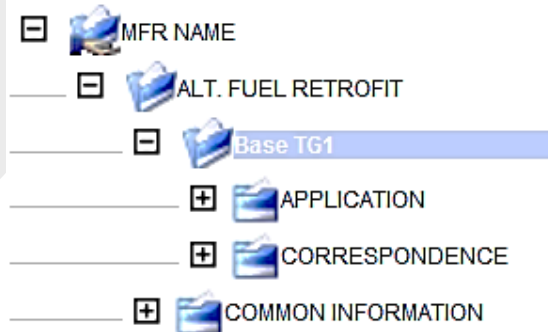 MFR NAME
ALT. FUEL RETROFIT
Base TG1
APPLICATION
CORRESPONDENCE
COMMON INFORMATION